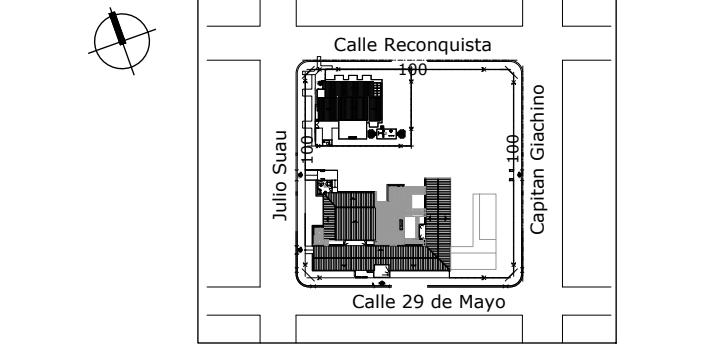 Calle Reconquista
100
Julio Suau
100
100
Capitan Giachino
Calle 29 de Mayo